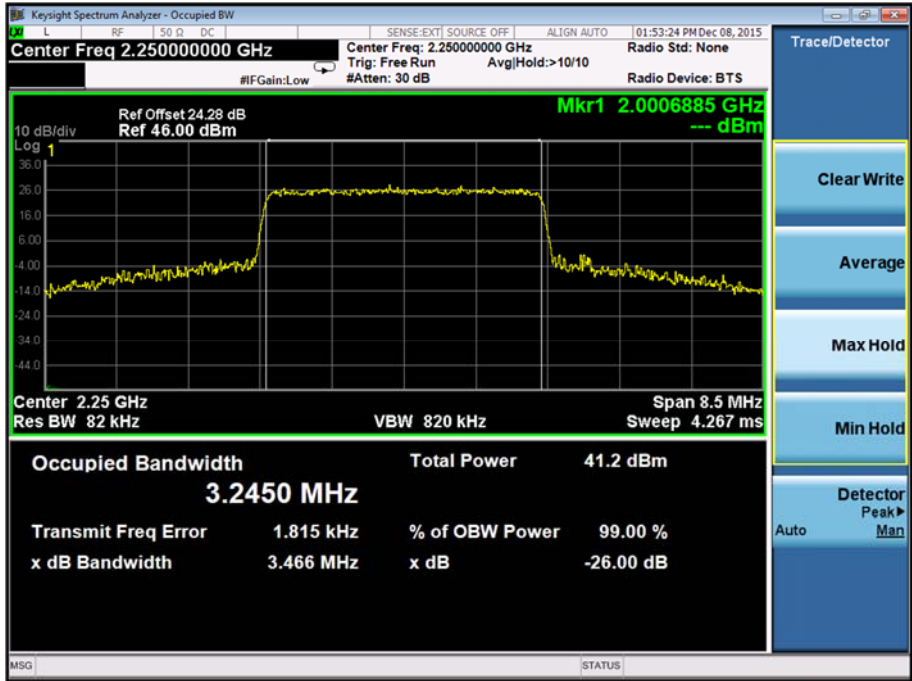 Keysight Spectrum Analyzer - Occupied BW
LXI L RF 50 Ω DC SENSE:EXT SOURCE OFF ALIGN AUTO 01:53:24 PM Dec 08, 2015
Center Freq 2.250000000 GHz Center Freq: 2.250000000 GHz Radio Std: None
Trig: Free Run Avg|Hold:>10/10
#IFGain:Low #Atten: 30 dB Radio Device: BTS
Trace/Detector
Mkr1 2.0006885 GHz
--- dBm
Ref Offset 24.28 dB
10 dB/div Ref 46.00 dBm
Log 1
36.0
26.0
16.0
6.00
-4.00
-14.0
-24.0
-34.0
-44.0
Center 2.25 GHz Span 8.5 MHz
Res BW 82 kHz VBW 820 kHz Sweep 4.267 ms
Occupied Bandwidth Total Power 41.2 dBm
3.2450 MHz
Transmit Freq Error 1.815 kHz % of OBW Power 99.00 %
x dB Bandwidth 3.466 MHz x dB -26.00 dB
Clear Write
Average
Max Hold
Min Hold
Detector
Peak▶
Auto Man
MSG STATUS